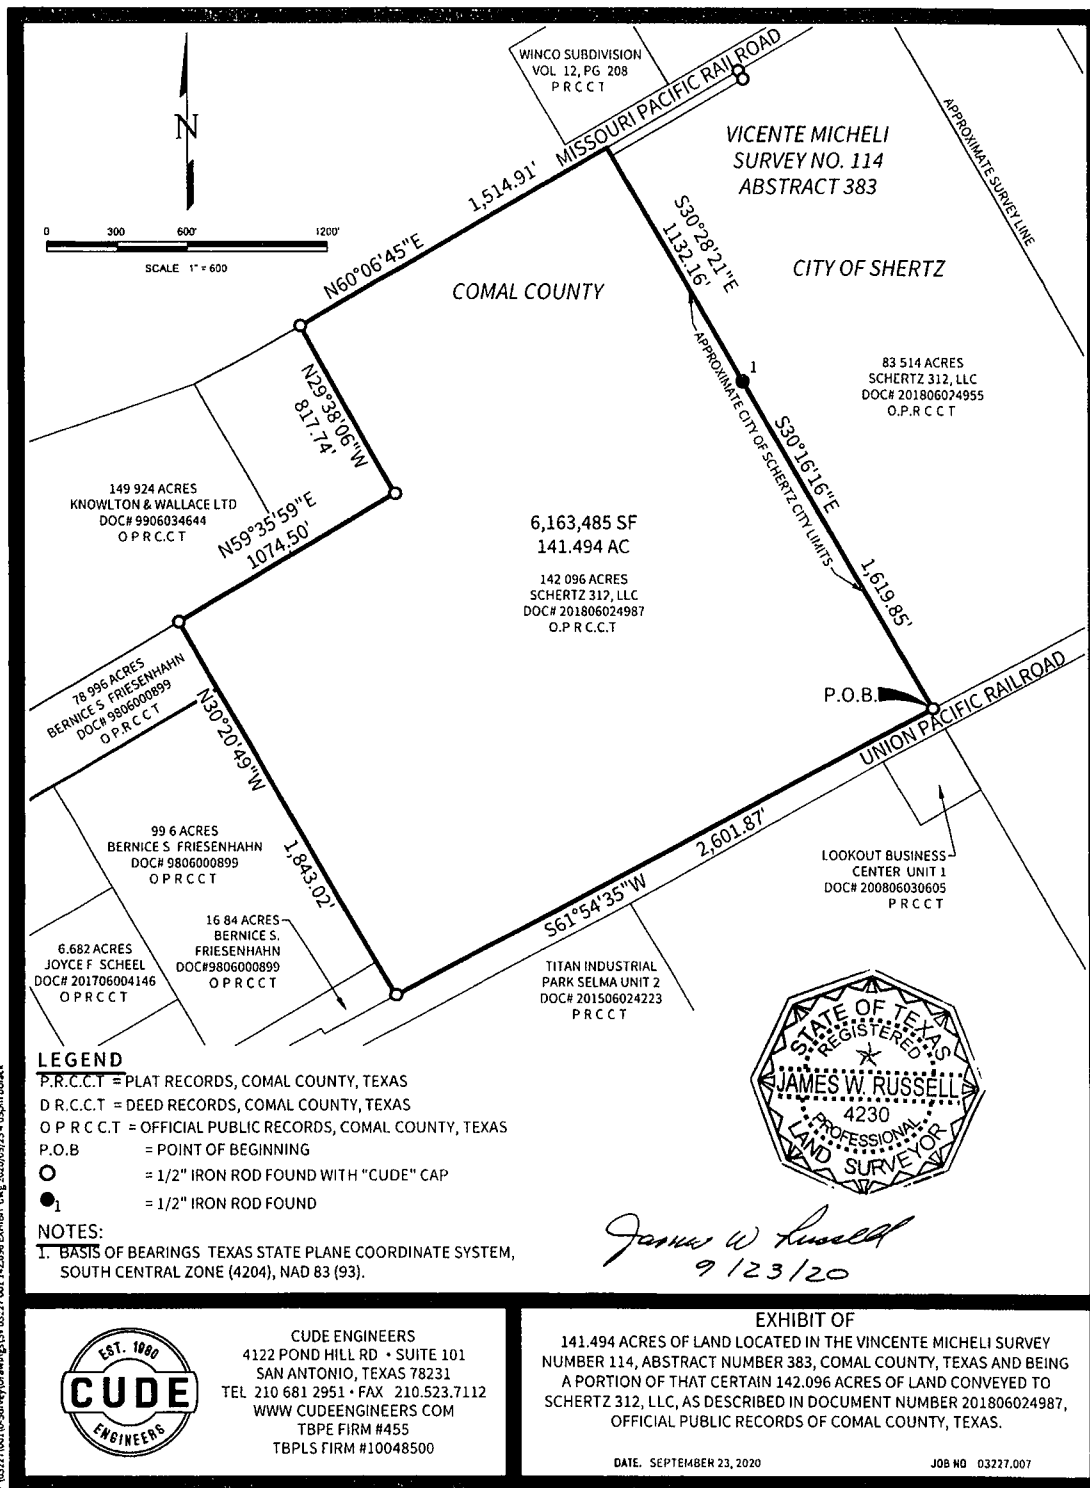 WINCO SUBDIVISION
VOL 12, PG 208
P R C C T
MISSOURI PACIFIC RAILROAD
N
VICENTE MICHELI
SURVEY NO. 114
ABSTRACT 383
APPROXIMATE SURVEY LINE
1,514.91'
N60°06'45"E
0 300 600' 1200'
SCALE 1" = 600
S30°28'21"E
1132.16'
COMAL COUNTY
CITY OF SHERTZ
APPROXIMATE CITY OF SCHERTZ CITY LIMITS
1
83 514 ACRES
SCHERTZ 312, LLC
DOC# 201806024955
O.P.R C C T
N29°38'06"W
817.74'
S30°16'16"E
1,619.85'
149 924 ACRES
KNOWLTON & WALLACE LTD
DOC# 9906034644
O P R C.C T
N59°35'59"E
1074.50'
6,163,485 SF
141.494 AC
142 096 ACRES
SCHERTZ 312, LLC
DOC# 201806024987
O.P R C.C.T
78 996 ACRES
BERNICE S FRIESENHAHN
DOC# 9806000899
O P.R C C T
N30°20'49"W
1,843.02'
P.O.B.
UNION PACIFIC RAILROAD
2,601.87'
S61°54'35"W
99 6 ACRES
BERNICE S FRIESENHAHN
DOC# 9806000899
O P R C C T
LOOKOUT BUSINESS
CENTER UNIT 1
DOC# 200806030605
P R C C T
16 84 ACRES
BERNICE S.
FRIESENHAHN
DOC#9806000899
O P R C C T
6.682 ACRES
JOYCE F SCHEEL
DOC# 201706004146
O P R C C T
TITAN INDUSTRIAL
PARK SELMA UNIT 2
DOC# 201506024223
P R C C T
STATE OF TEXAS
REGISTERED
JAMES W. RUSSELL
4230
PROFESSIONAL
LAND SURVEYOR
LEGEND
P.R.C.C.T = PLAT RECORDS, COMAL COUNTY, TEXAS
D R.C.C.T = DEED RECORDS, COMAL COUNTY, TEXAS
O P R C C.T = OFFICIAL PUBLIC RECORDS, COMAL COUNTY, TEXAS
P.O.B = POINT OF BEGINNING
= 1/2" IRON ROD FOUND WITH "CUDE" CAP
1 = 1/2" IRON ROD FOUND
NOTES:
1. BASIS OF BEARINGS TEXAS STATE PLANE COORDINATE SYSTEM,
SOUTH CENTRAL ZONE (4204), NAD 83 (93).
James W Russell
9/23/20
EST. 1980
CUDE
ENGINEERS
CUDE ENGINEERS
4122 POND HILL RD • SUITE 101
SAN ANTONIO, TEXAS 78231
TEL 210 681 2951 • FAX 210.523.7112
WWW CUDEENGINEERS COM
TBPE FIRM #455
TBPLS FIRM #10048500
EXHIBIT OF
141.494 ACRES OF LAND LOCATED IN THE VINCENTE MICHELI SURVEY
NUMBER 114, ABSTRACT NUMBER 383, COMAL COUNTY, TEXAS AND BEING
A PORTION OF THAT CERTAIN 142.096 ACRES OF LAND CONVEYED TO
SCHERTZ 312, LLC, AS DESCRIBED IN DOCUMENT NUMBER 201806024987,
OFFICIAL PUBLIC RECORDS OF COMAL COUNTY, TEXAS.
DATE. SEPTEMBER 23, 2020
JOB NO 03227.007